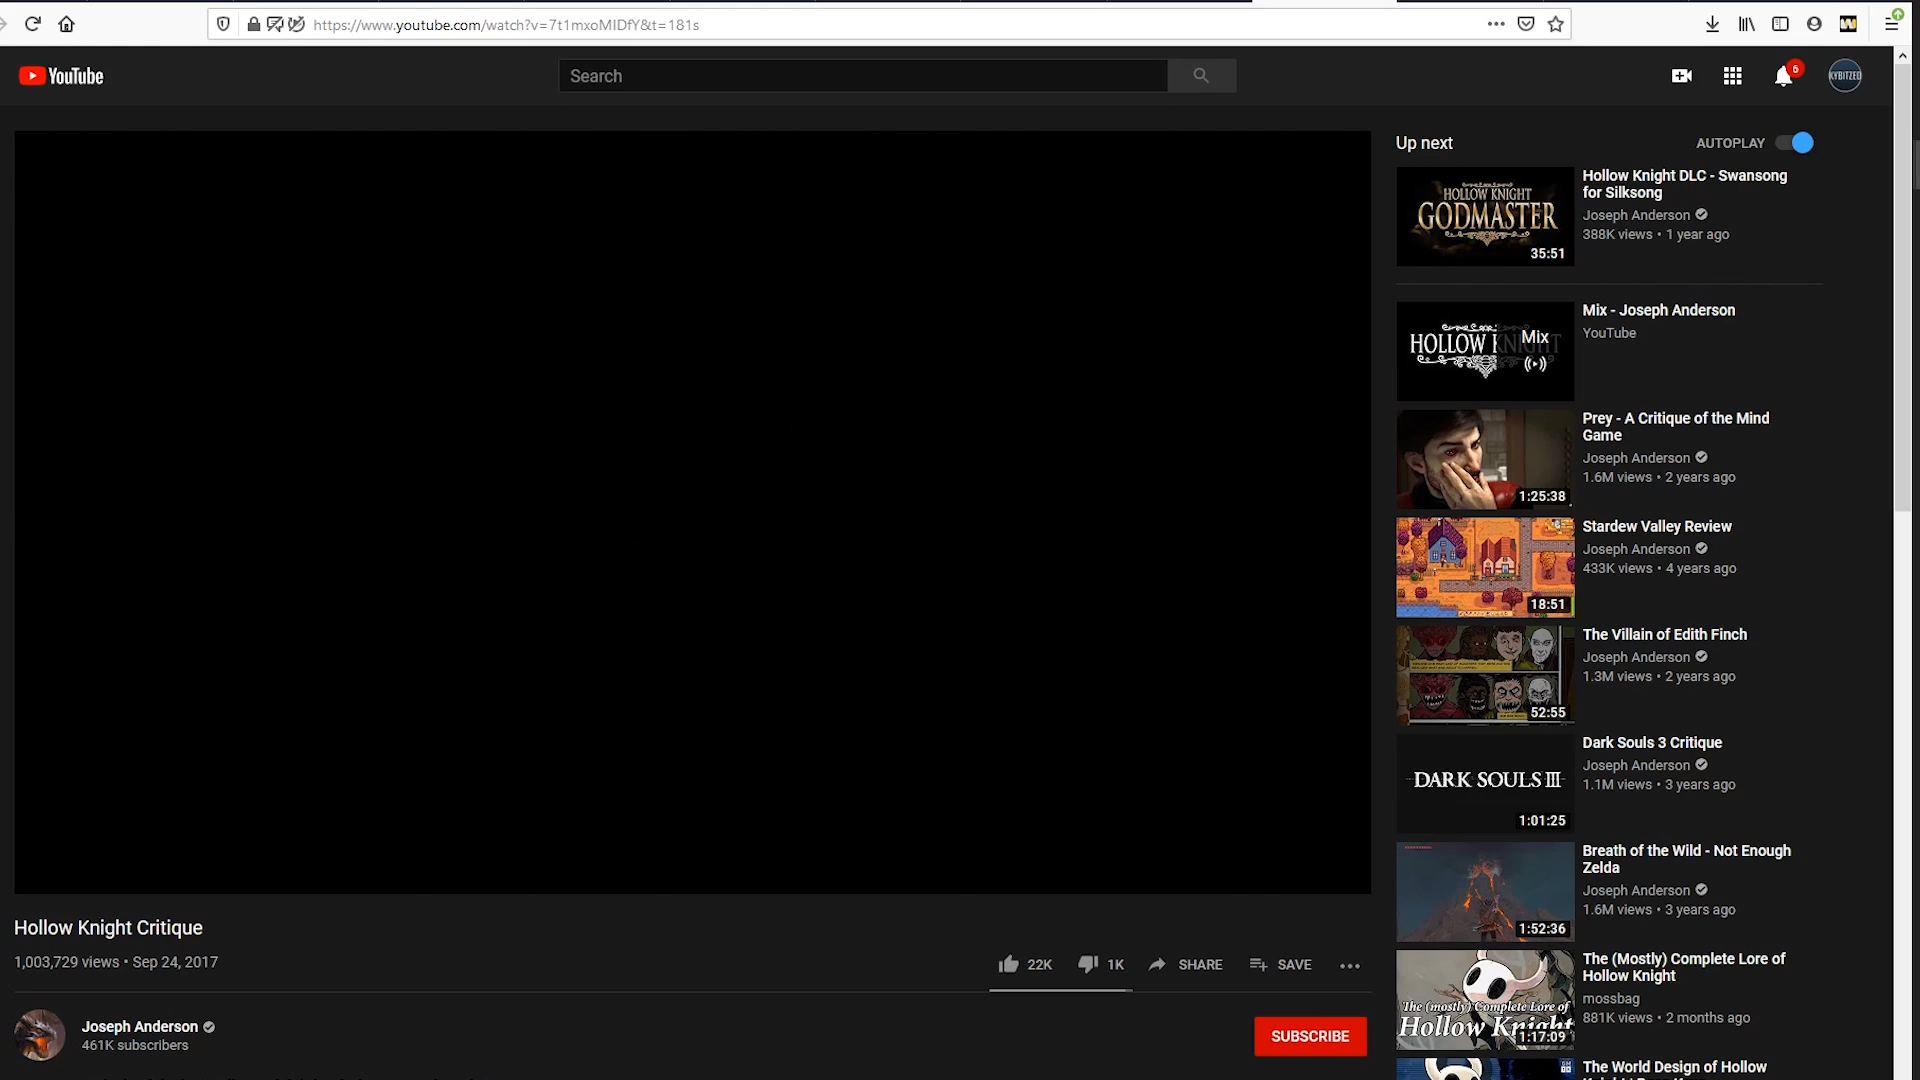 https://www.youtube.com/watch?v=7t1mxoMIDfY&t=181s
YouTube
Search
6
KYBITZED
Hollow Knight Critique
1,003,729 views • Sep 24, 2017
22K
1K
SHARE
SAVE
Joseph Anderson
461K subscribers
SUBSCRIBE
Up next
AUTOPLAY
HOLLOW KNIGHT
GODMASTER
35:51
Hollow Knight DLC - Swansong
for Silksong
Joseph Anderson
388K views • 1 year ago
HOLLOW KNIGHT
Mix
Mix - Joseph Anderson
YouTube
1:25:38
Prey - A Critique of the Mind
Game
Joseph Anderson
1.6M views • 2 years ago
18:51
Stardew Valley Review
Joseph Anderson
433K views • 4 years ago
52:55
The Villain of Edith Finch
Joseph Anderson
1.3M views • 2 years ago
DARK SOULS III
1:01:25
Dark Souls 3 Critique
Joseph Anderson
1.1M views • 3 years ago
1:52:36
Breath of the Wild - Not Enough
Zelda
Joseph Anderson
1.6M views • 3 years ago
The (mostly) Complete Lore of
Hollow Knight
1:17:09
The (Mostly) Complete Lore of
Hollow Knight
mossbag
881K views • 2 months ago
The World Design of Hollow